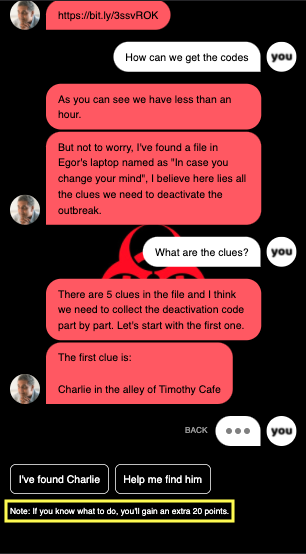 https://bit.ly/3ssvROK
How can we get the codes
you
As you can see we have less than an
hour.
But not to worry, I've found a file in
Egor's laptop named as "In case you
change your mind", I believe here lies all
the clues we need to deactivate the
outbreak.
What are the clues?
you
There are 5 clues in the file and I think
we need to collect the deactivation code
part by part. Let's start with the first one.
The first clue is:
Charlie in the alley of Timothy Cafe
BACK
you
I've found Charlie
Help me find him
Note: If you know what to do, you'll gain an extra 20 points.